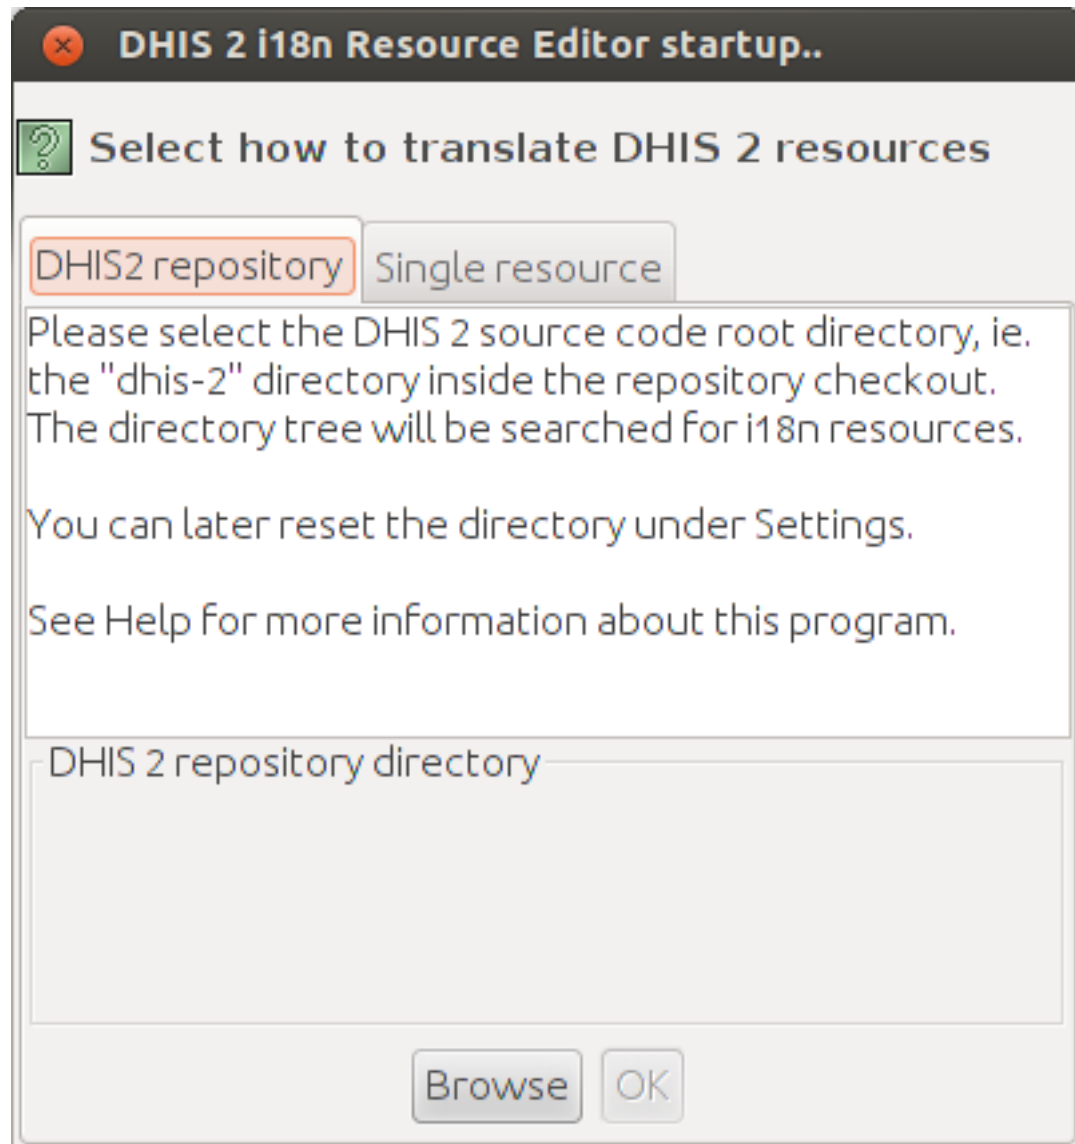 DHIS 2 i18n Resource Editor startup..
Select how to translate DHIS 2 resources
DHIS2 repository
Single resource
Please select the DHIS 2 source code root directory, ie.
the "dhis-2" directory inside the repository checkout.
The directory tree will be searched for i18n resources.
You can later reset the directory under Settings.
See Help for more information about this program.
DHIS 2 repository directory
Browse
OK